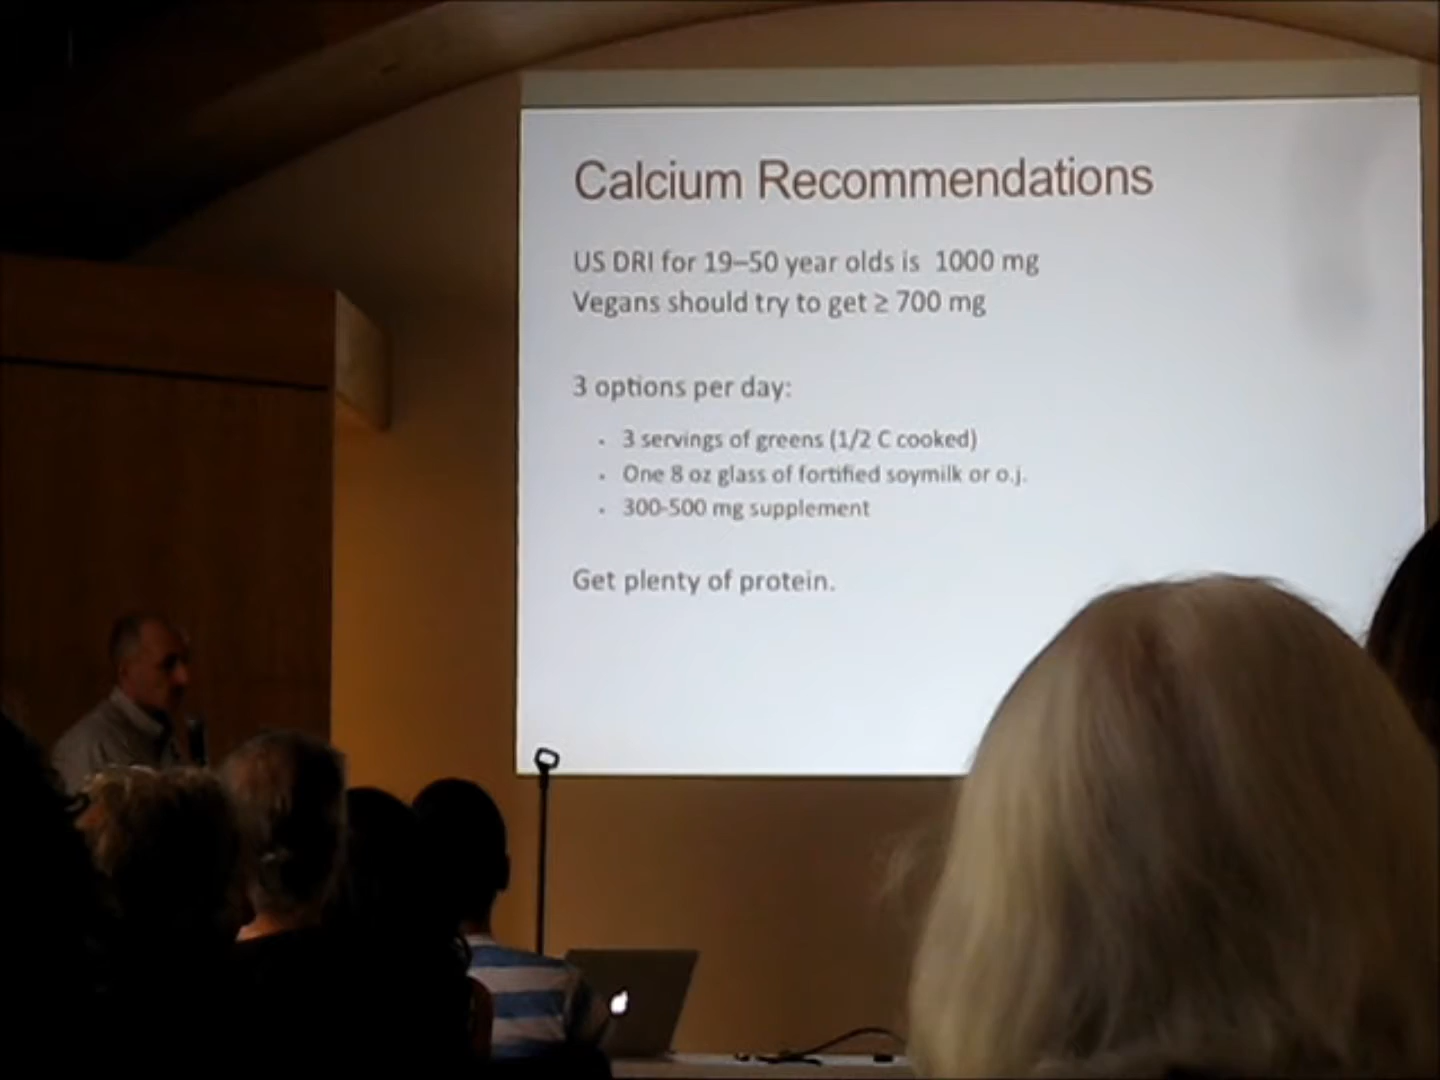 Calcium Recommendations
US DRI for 19–50 year olds is 1000 mg
Vegans should try to get ≥ 700 mg
3 options per day:
• 3 servings of greens (1/2 C cooked)
• One 8 oz glass of fortified soymilk or o.j.
• 300-500 mg supplement
Get plenty of protein.